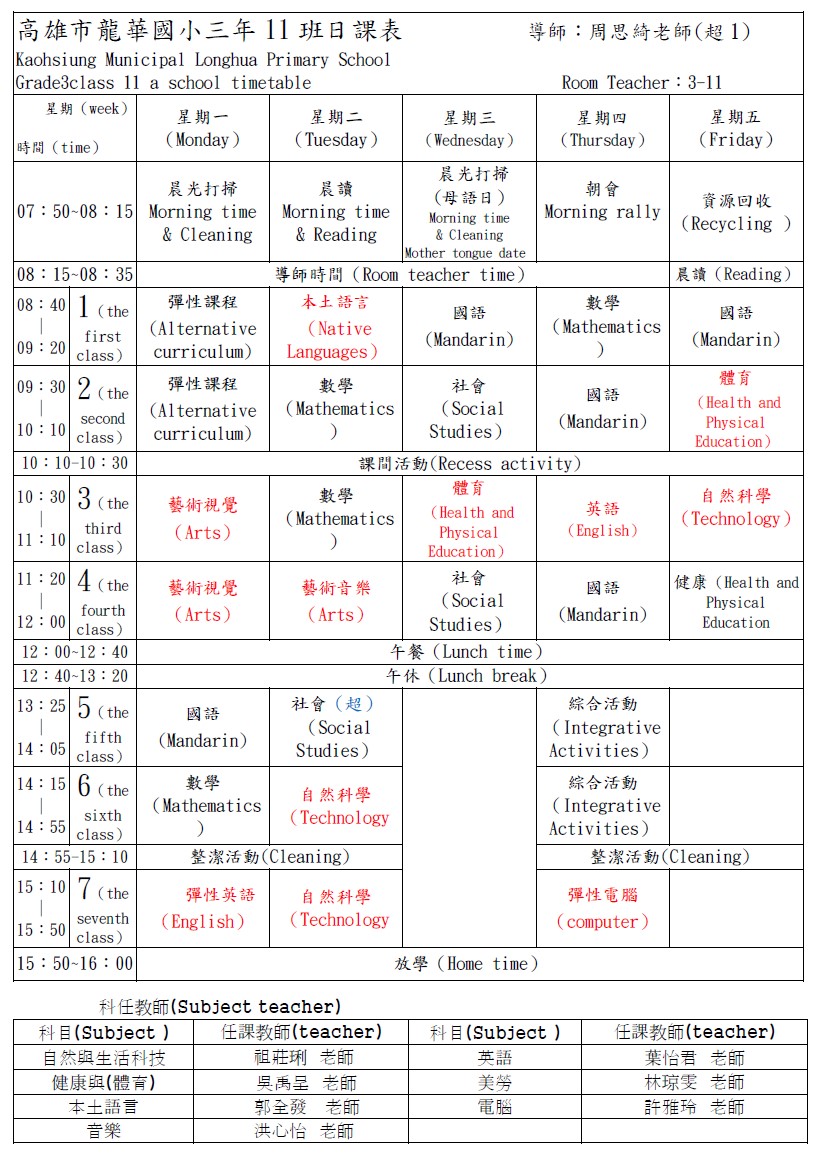 高雄市龍華國小三年11班日課表 導師：周思綺老師(超1)
Kaohsiung Municipal Longhua Primary School
Grade3class 11 a school timetable Room Teacher：3-11
星期（week）
時間（time）
星期一
（Monday）
星期二
（Tuesday）
星期三
（Wednesday）
星期四
（Thursday）
星期五
（Friday）
07：50~08：15
晨光打掃
Morning time
& Cleaning
晨讀
Morning time
& Reading
晨光打掃
(母語日)
Morning time
& Cleaning
Mother tongue date
朝會
Morning rally
資源回收
（Recycling ）
08：15~08：35
導師時間（Room teacher time）
晨讀（Reading）
08：40
｜
09：20
1（the
first
class）
彈性課程
（Alternative
curriculum）
本土語言
（Native
Languages）
國語
（Mandarin）
數學
（Mathematics
）
國語
（Mandarin）
09：30
｜
10：10
2（the
second
class）
彈性課程
（Alternative
curriculum）
數學
（Mathematics
）
社會
（Social
Studies）
國語
（Mandarin）
體育
（Health and
Physical
Education）
10：10-10：30
課間活動(Recess activity)
10：30
｜
11：10
3（the
third
class）
藝術視覺
（Arts）
數學
（Mathematics
）
體育
（Health and
Physical
Education）
英語
（English）
自然科學
（Technology）
11：20
｜
12：00
4（the
fourth
class）
藝術視覺
（Arts）
藝術音樂
（Arts）
社會
（Social
Studies）
國語
（Mandarin）
健康（Health and
Physical
Education
12：00~12：40
午餐（Lunch time）
12：40~13：20
午休（Lunch break）
13：25
｜
14：05
5（the
fifth
class）
國語
（Mandarin）
社會（超）
（Social
Studies）
綜合活動
（Integrative
Activities）
14：15
｜
14：55
6（the
sixth
class）
數學
（Mathematics
）
自然科學
（Technology
綜合活動
（Integrative
Activities）
14：55-15：10
整潔活動(Cleaning)
整潔活動(Cleaning)
15：10
｜
15：50
7（the
seventh
class）
彈性英語
（English）
自然科學
（Technology
彈性電腦
（computer）
15：50~16：00
放學（Home time）
科任教師(Subject teacher)
科目(Subject ) 任課教師(teacher) 科目(Subject ) 任課教師(teacher)
自然與生活科技 祖莊琍 老師 英語 葉怡君 老師
健康與(體育) 吳禹呈 老師 美勞 林琼雯 老師
本土語言 郭全發 老師 電腦 許雅玲 老師
音樂 洪心怡 老師